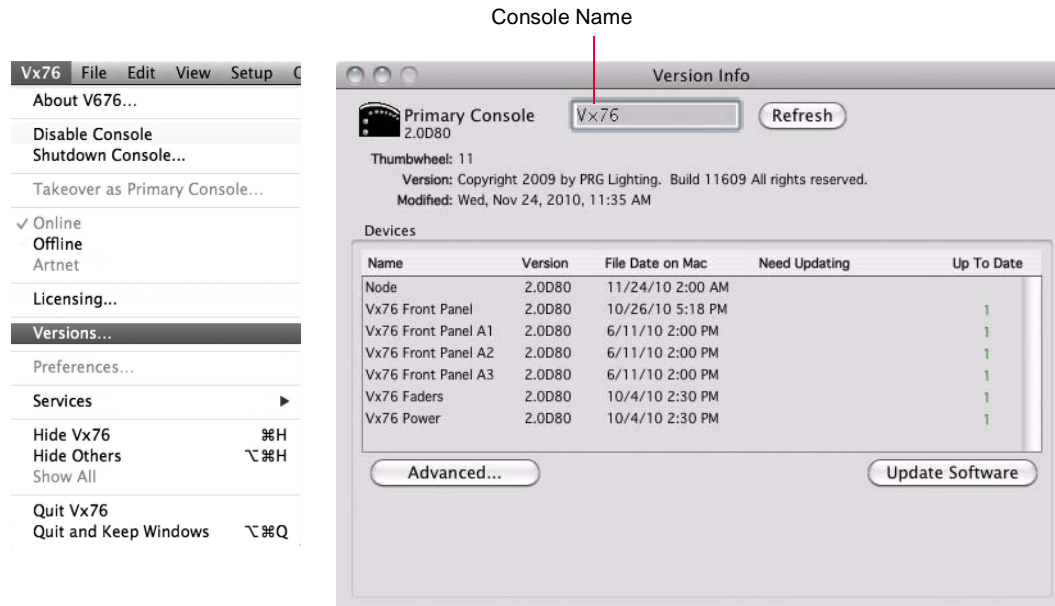 Console Name
Vx76 File Edit View Setup
About V676...
Disable Console
Shutdown Console...
Takeover as Primary Console...
✓ Online
Offline
Artnet
Licensing...
Versions...
Preferences...
Services ▶
Hide Vx76 ⌘H
Hide Others ⌥⌘H
Show All
Quit Vx76
Quit and Keep Windows ⌥⌘Q
Version Info
Primary Console Vx76 Refresh
2.0D80
Thumbwheel: 11
Version: Copyright 2009 by PRG Lighting. Build 11609 All rights reserved.
Modified: Wed, Nov 24, 2010, 11:35 AM
Devices
Name Version File Date on Mac Need Updating Up To Date
Node 2.0D80 11/24/10 2:00 AM
Vx76 Front Panel 2.0D80 10/26/10 5:18 PM 1
Vx76 Front Panel A1 2.0D80 6/11/10 2:00 PM 1
Vx76 Front Panel A2 2.0D80 6/11/10 2:00 PM 1
Vx76 Front Panel A3 2.0D80 6/11/10 2:00 PM 1
Vx76 Faders 2.0D80 10/4/10 2:30 PM 1
Vx76 Power 2.0D80 10/4/10 2:30 PM 1
Advanced... Update Software